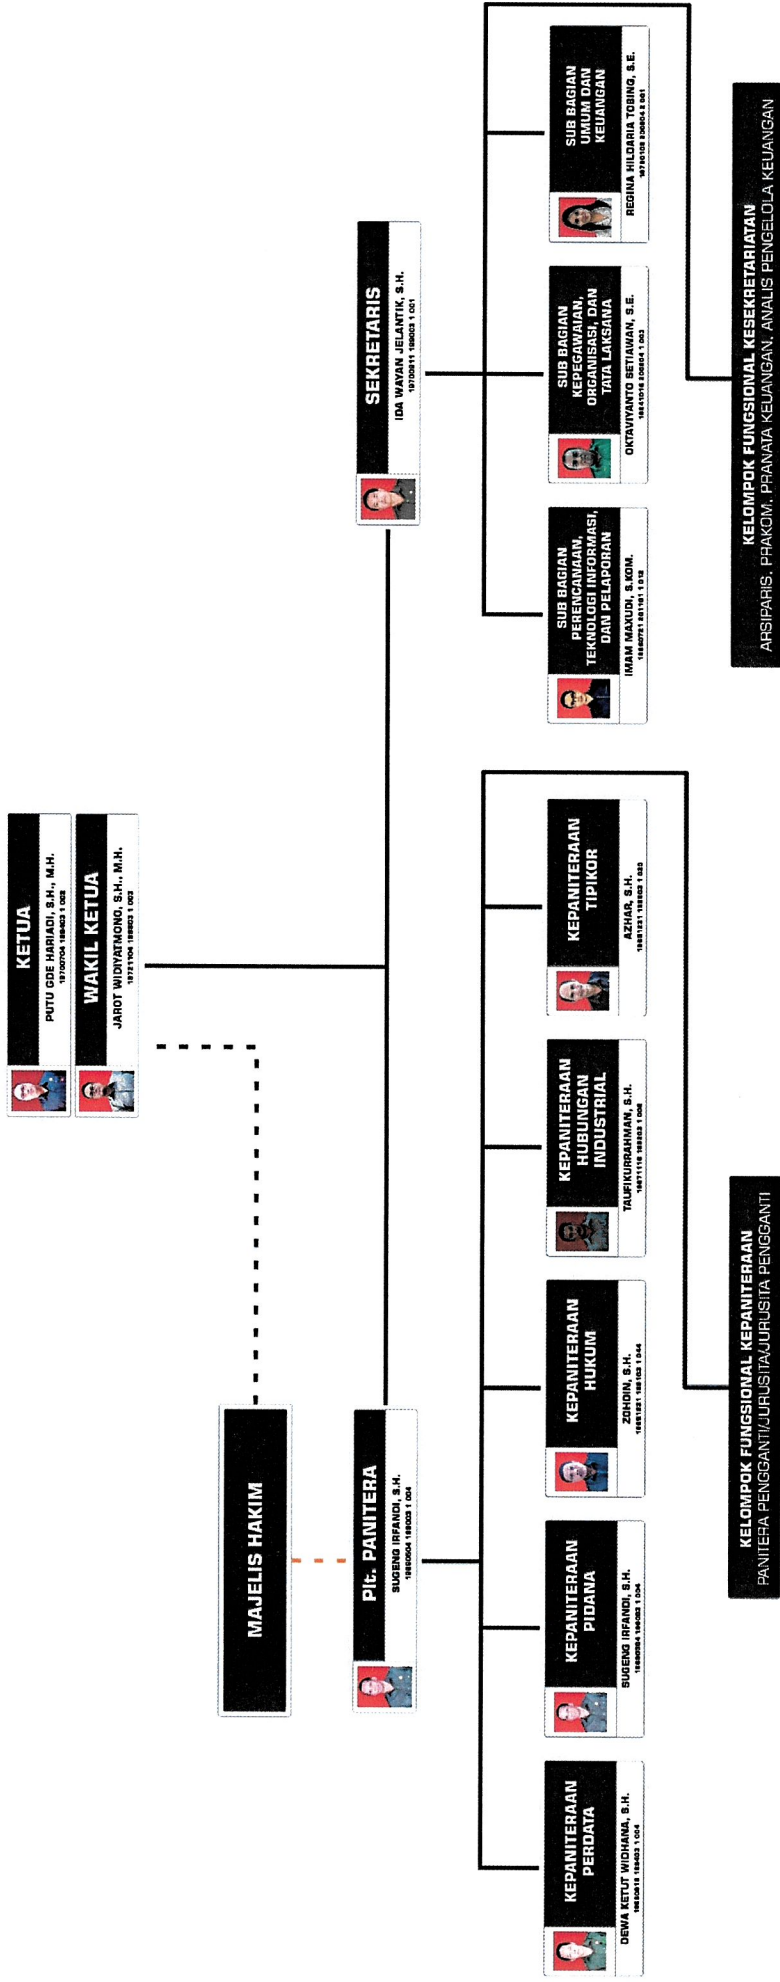 KETUA
PUTU GDE HARIADI, S.H., M.H.
WAKIL KETUA
JAROT WIDIYATMONO, S.H., M.H.
MAJELIS HAKIM
Plt. PANITERA
SUGENG IRFANDI, S.H.
SEKRETARIS
IDA WAYAN JELANTIK, S.H.
KEPANITERAAN
PERDATA
DEWA KETUT WIDHANA, S.H.
KEPANITERAAN
PIDANA
SUGENG IRFANDI, S.H.
KEPANITERAAN
HUKUM
ZOHDIN, S.H.
KEPANITERAAN
HUBUNGAN
INDUSTRIAL
TAUFIKURRAHMAN, S.H.
KEPANITERAAN
TIPIKOR
AZHAR, S.H.
SUB BAGIAN
PERENCANAAN,
TEKNOLOGI INFORMASI,
DAN PELAPORAN
IMAM MAXUDI, S.KOM.
SUB BAGIAN
KEPEGAWAIAN,
ORGANISASI, DAN
TATA LAKSANA
OKTAVIYANTO SETIAWAN, S.E.
SUB BAGIAN
UMUM DAN
KEUANGAN
REGINA HILDARIA TOBING, S.E.
KELOMPOK FUNGSIONAL KEPANITERAAN
PANITERA PENGGANTI/JURUSITA/JURUSITA PENGGANTI
KELOMPOK FUNGSIONAL KESEKRETARIATAN
ARSIPARIS, PRAKOM, PRANATA KEUANGAN, ANALIS PENGELOLA KEUANGAN